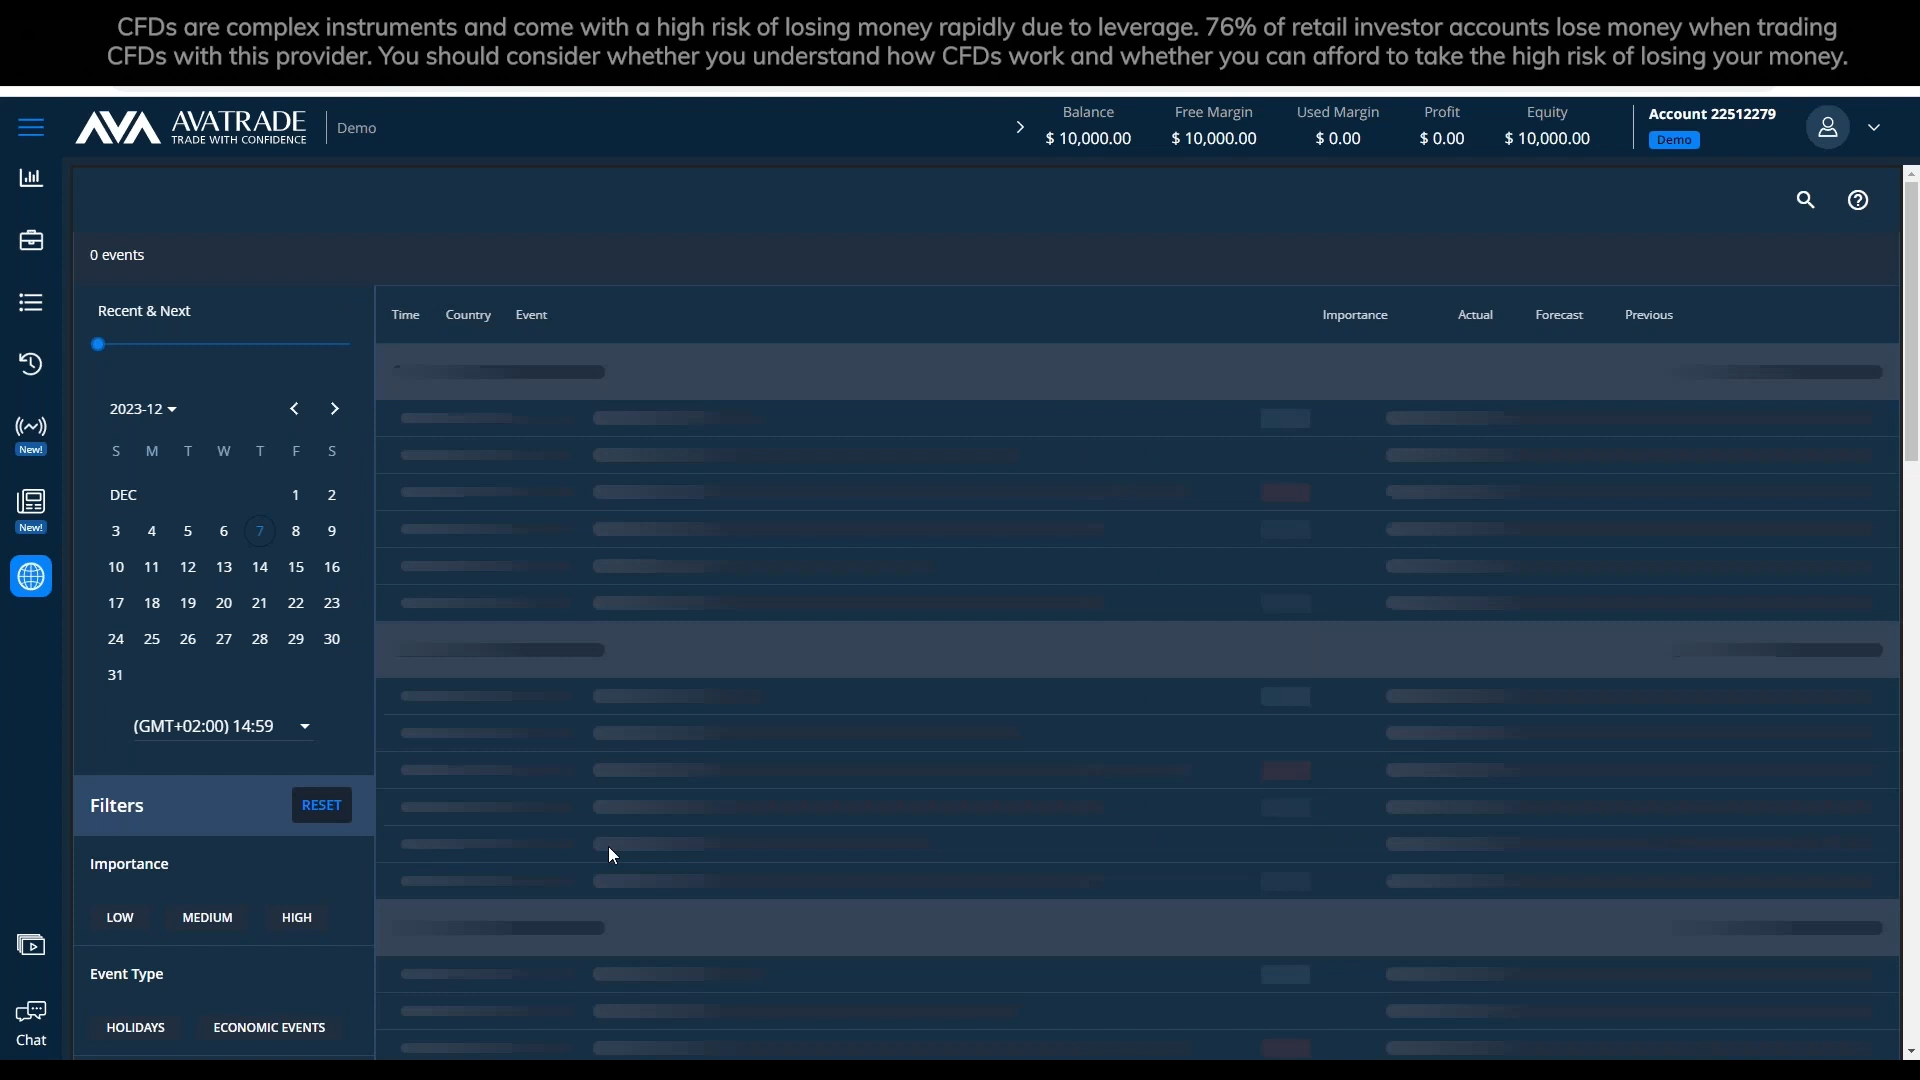 CFDs are complex instruments and come with a high risk of losing money rapidly due to leverage. 76% of retail investor accounts lose money when trading
CFDs with this provider. You should consider whether you understand how CFDs work and whether you can afford to take the high risk of losing your money.
AVA AVATRADE
TRADE WITH CONFIDENCE
Demo
Balance
$ 10,000.00
Free Margin
$ 10,000.00
Used Margin
$ 0.00
Profit
$ 0.00
Equity
$ 10,000.00
Account 22512279
Demo
0 events
Recent & Next
Time Country Event Importance Actual Forecast Previous
2023-12
S M T W T F S
DEC 1 2
3 4 5 6 7 8 9
10 11 12 13 14 15 16
17 18 19 20 21 22 23
24 25 26 27 28 29 30
31
(GMT+02:00) 14:59
Filters RESET
Importance
LOW MEDIUM HIGH
Event Type
HOLIDAYS ECONOMIC EVENTS
New!
New!
Chat